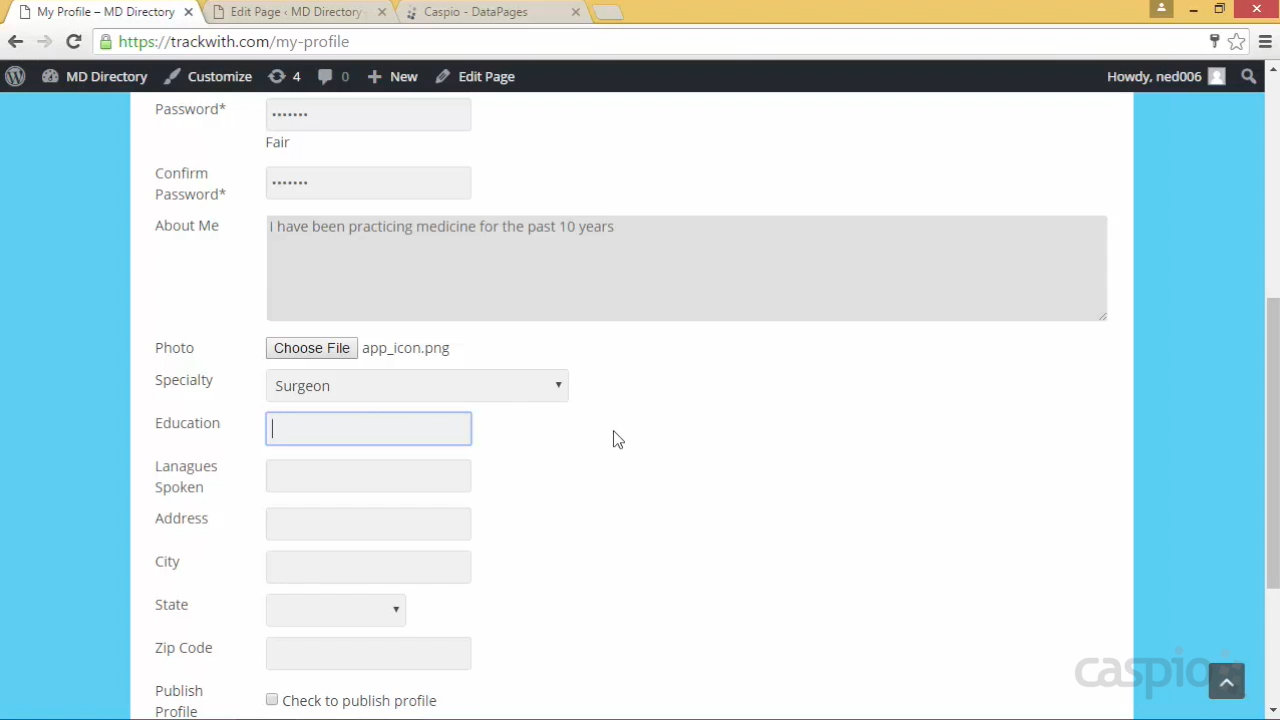 My Profile – MD Directory
Edit Page ‹ MD Directory
Caspio - DataPages
https://trackwith.com/my-profile
MD Directory
Customize
4
0
New
Edit Page
Howdy, ned006
Password*
•••••••
Fair
Confirm
Password*
•••••••
About Me
I have been practicing medicine for the past 10 years
Photo
Choose File
app_icon.png
Specialty
Surgeon
Education
Lanagues
Spoken
Address
City
State
Zip Code
Publish
Profile
Check to publish profile
caspio